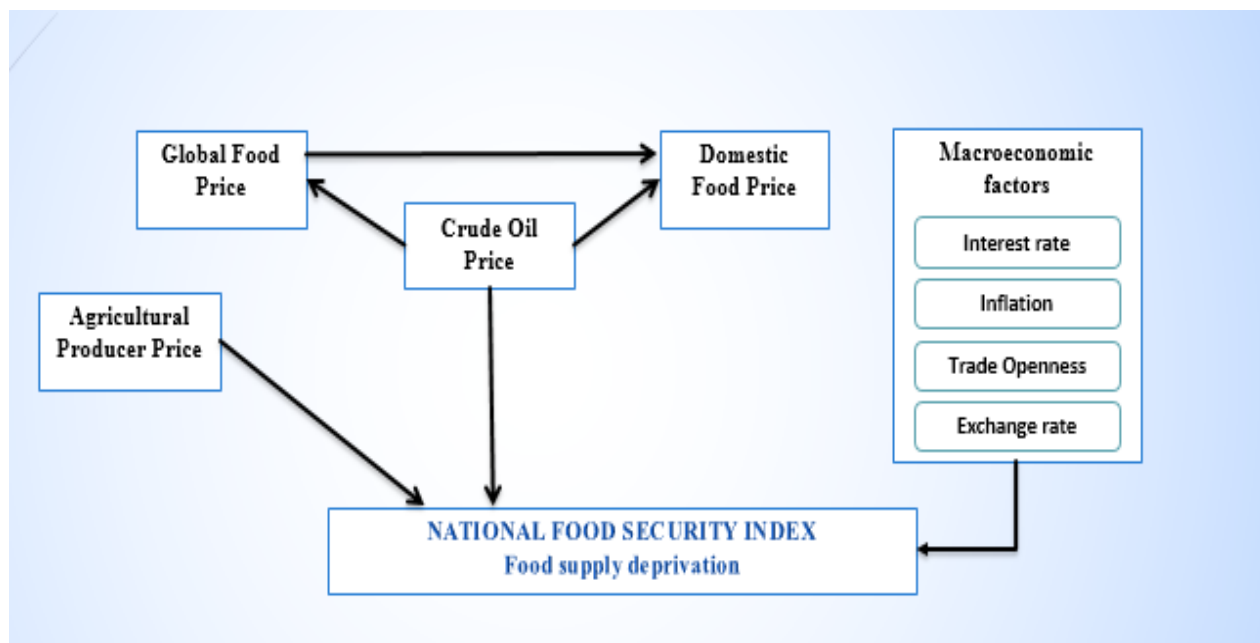 Global Food
Price
Domestic
Food Price
Macroeconomic
factors
Crude Oil
Price
Interest rate
Inflation
Trade Openness
Exchange rate
Agricultural
Producer Price
NATIONAL FOOD SECURITY INDEX
Food supply deprivation